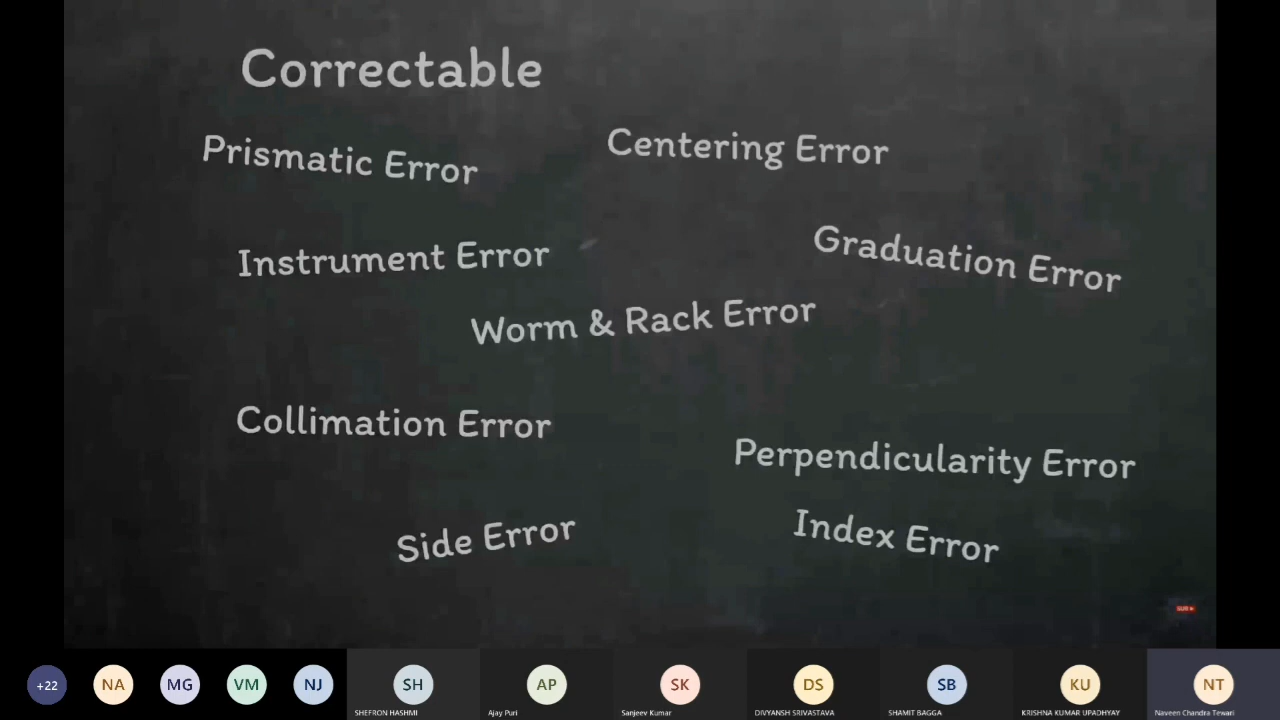 Correctable
Prismatic Error
Centering Error
Instrument Error
Graduation Error
Worm & Rack Error
Collimation Error
Perpendicularity Error
Side Error
Index Error
SUB
+22
NA
MG
VM
NJ
SH
AP
SK
DS
SB
KU
NT
SHEFRON HASHMI
Ajay Puri
Sanjeev Kumar
DIVYANSH SRIVASTAVA
SHAMIT BAGGA
KRISHNA KUMAR UPADHYAY
Naveen Chandra Tewari